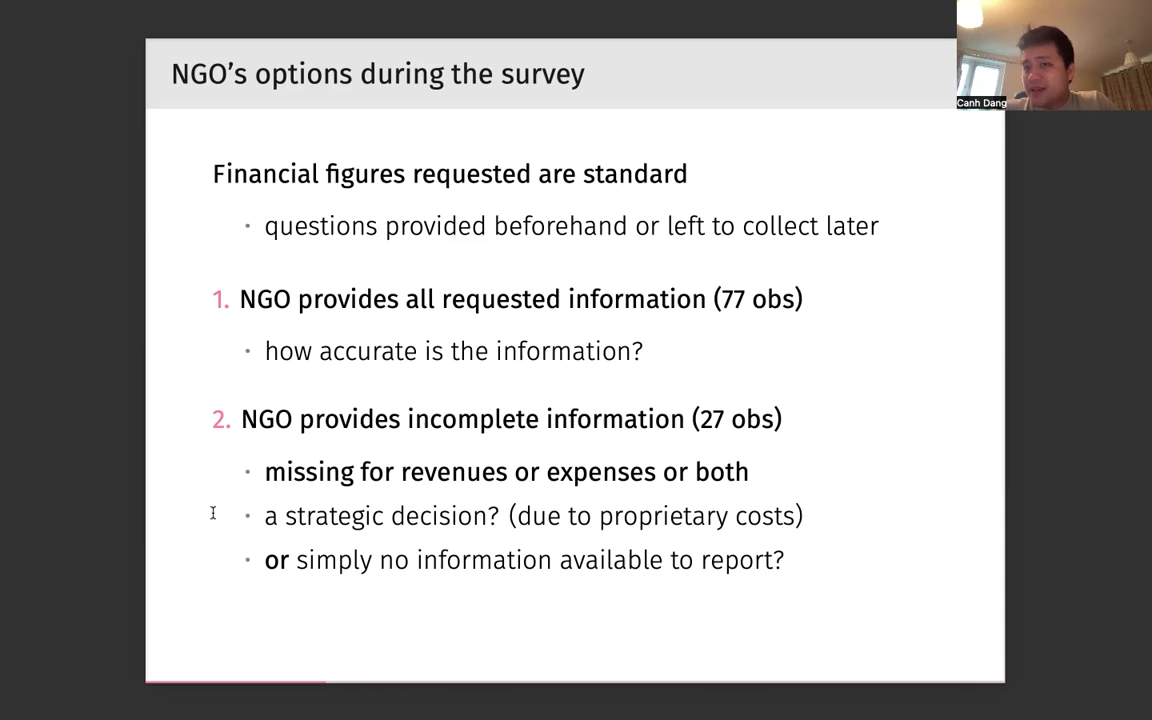 NGO’s options during the survey
Canh Dang
Financial figures requested are standard
• questions provided beforehand or left to collect later
1. NGO provides all requested information (77 obs)
• how accurate is the information?
2. NGO provides incomplete information (27 obs)
• missing for revenues or expenses or both
• a strategic decision? (due to proprietary costs)
• or simply no information available to report?